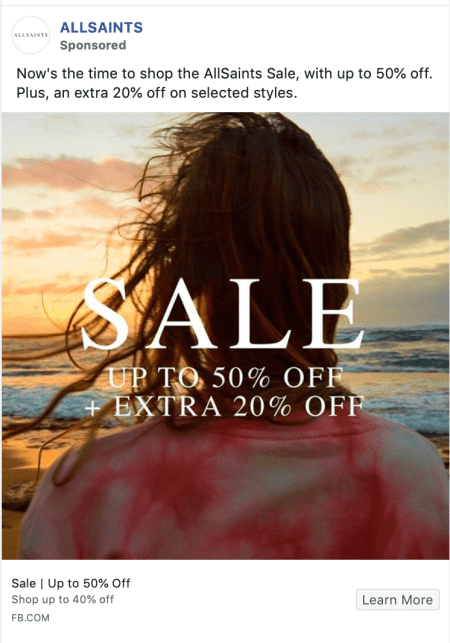 ALLSAINTS
ALLSAINTS
Sponsored
Now's the time to shop the AllSaints Sale, with up to 50% off.
Plus, an extra 20% off on selected styles.
SALE
UP TO 50% OFF
+ EXTRA 20% OFF
Sale | Up to 50% Off
Shop up to 40% off
Learn More
FB.COM